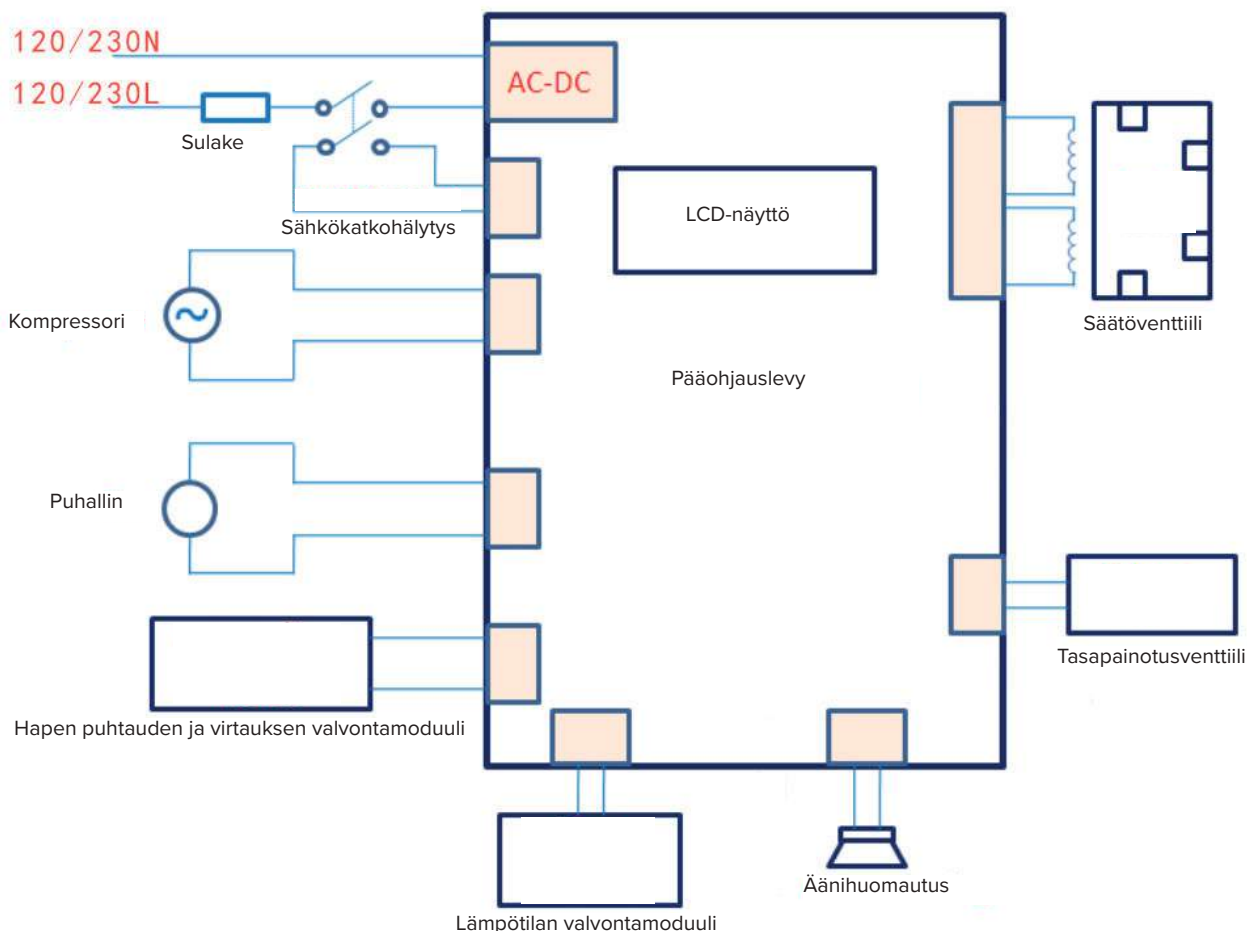 120/230N
AC-DC
120/230L
Sulake
LCD-näyttö
Sähkökatkohälytys
Kompressori
Säätöventtiili
Pääohjauslevy
Puhallin
Tasapainotusventtiili
Hapen puhtauden ja virtauksen valvontamoduuli
Äänihuomautus
Lämpötilan valvontamoduuli